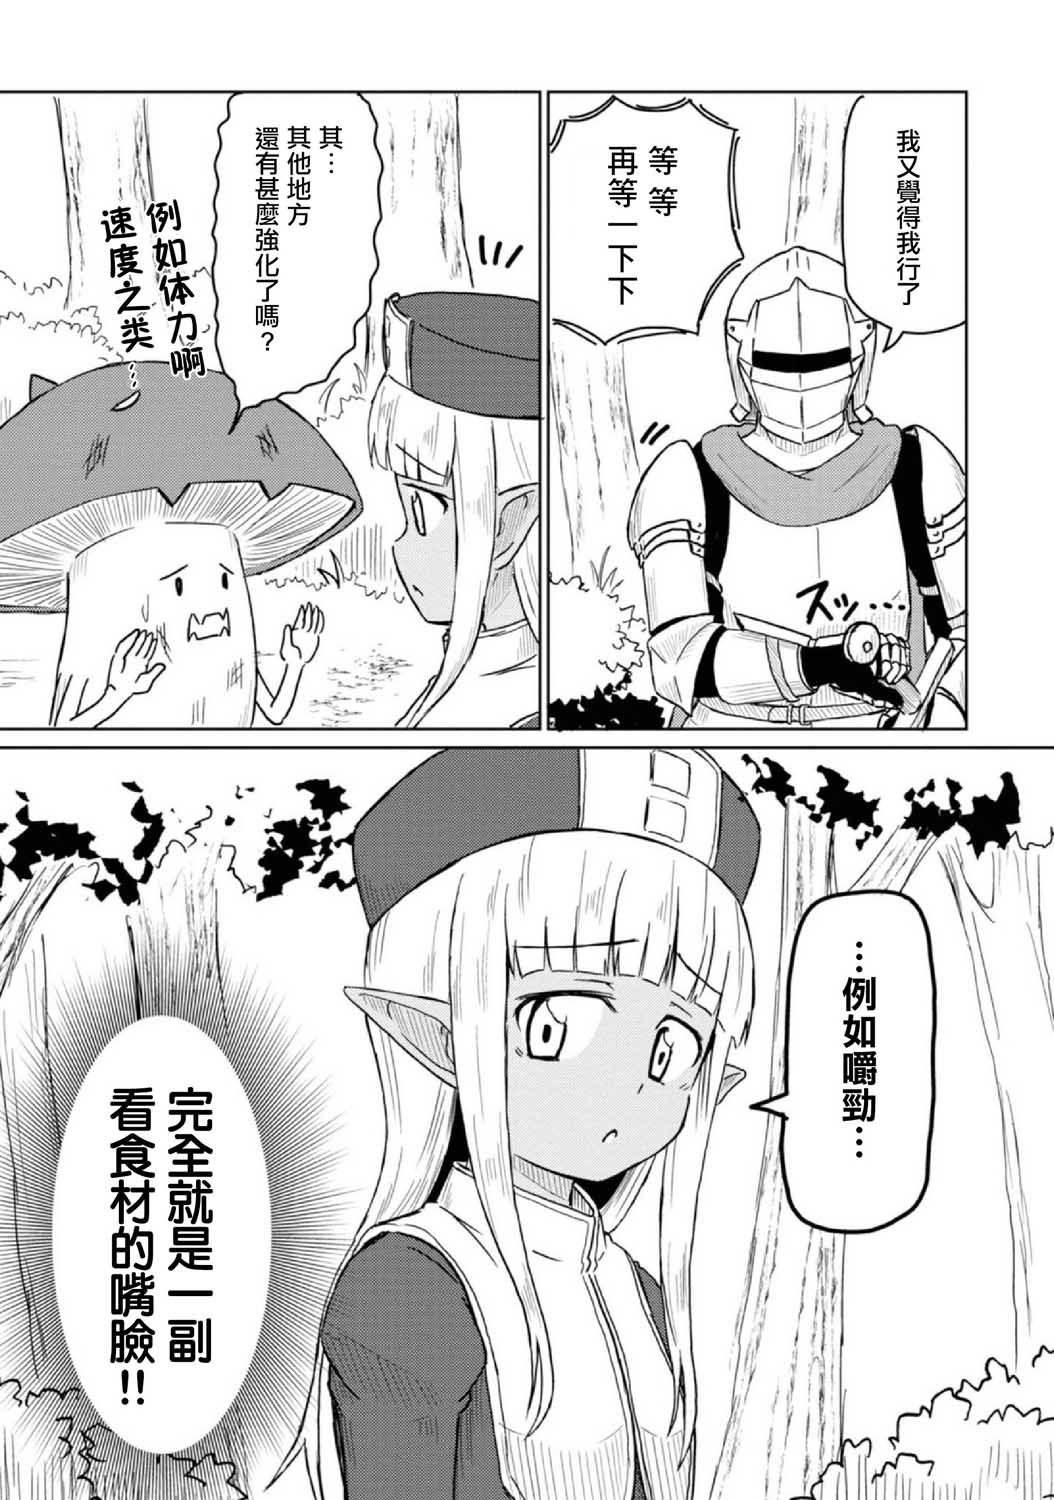 我又覺得我行了
等等
再等一下下
スッ……
其…
其他地方
還有甚麼強化了嗎？
例如体力啊
速度之类…
…例如嚼勁…
完全就是一副
看食材的嘴臉!!